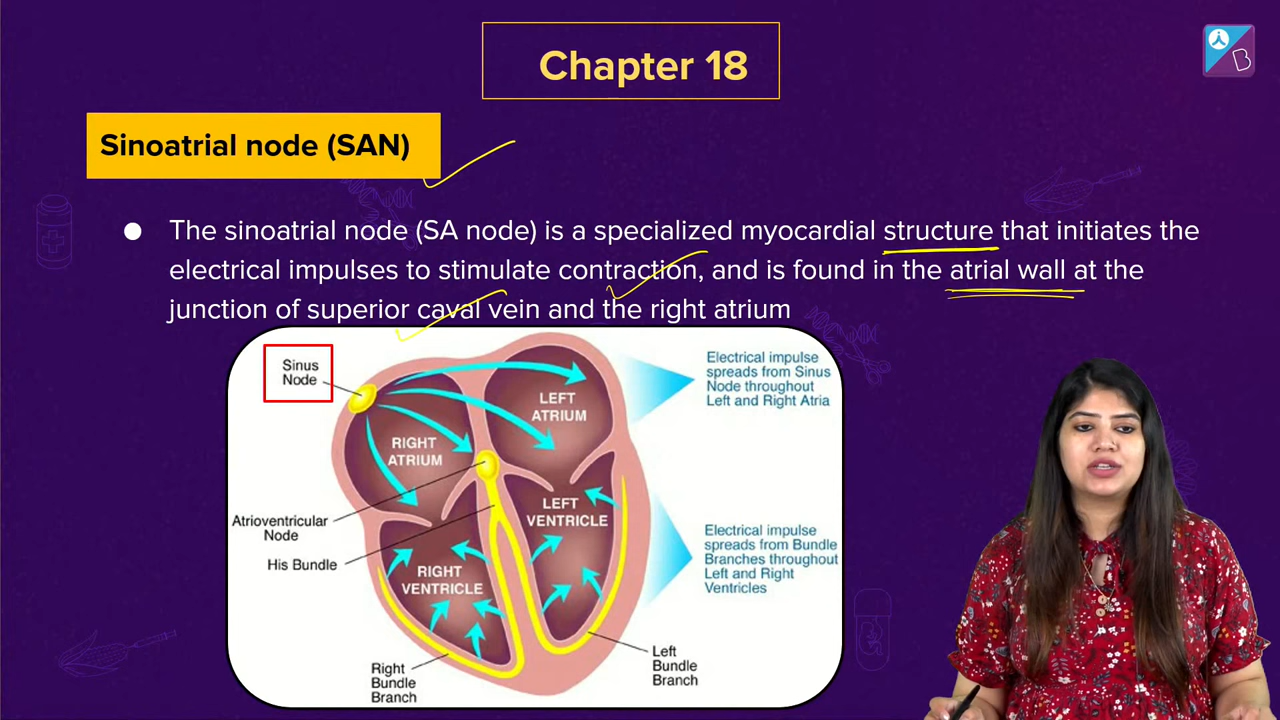 Chapter 18
B
Sinoatrial node (SAN)
The sinoatrial node (SA node) is a specialized myocardial structure that initiates the
electrical impulses to stimulate contraction, and is found in the atrial wall at the
junction of superior caval vein and the right atrium
Sinus
Node
Electrical impulse
spreads from Sinus
Node throughout
Left and Right Atria
LEFT
ATRIUM
RIGHT
ATRIUM
Atrioventricular
Node
His Bundle
LEFT
VENTRICLE
RIGHT
VENTRICLE
Electrical impulse
spreads from Bundle
Branches throughout
Left and Right
Ventricles
Right
Bundle
Branch
Left
Bundle
Branch